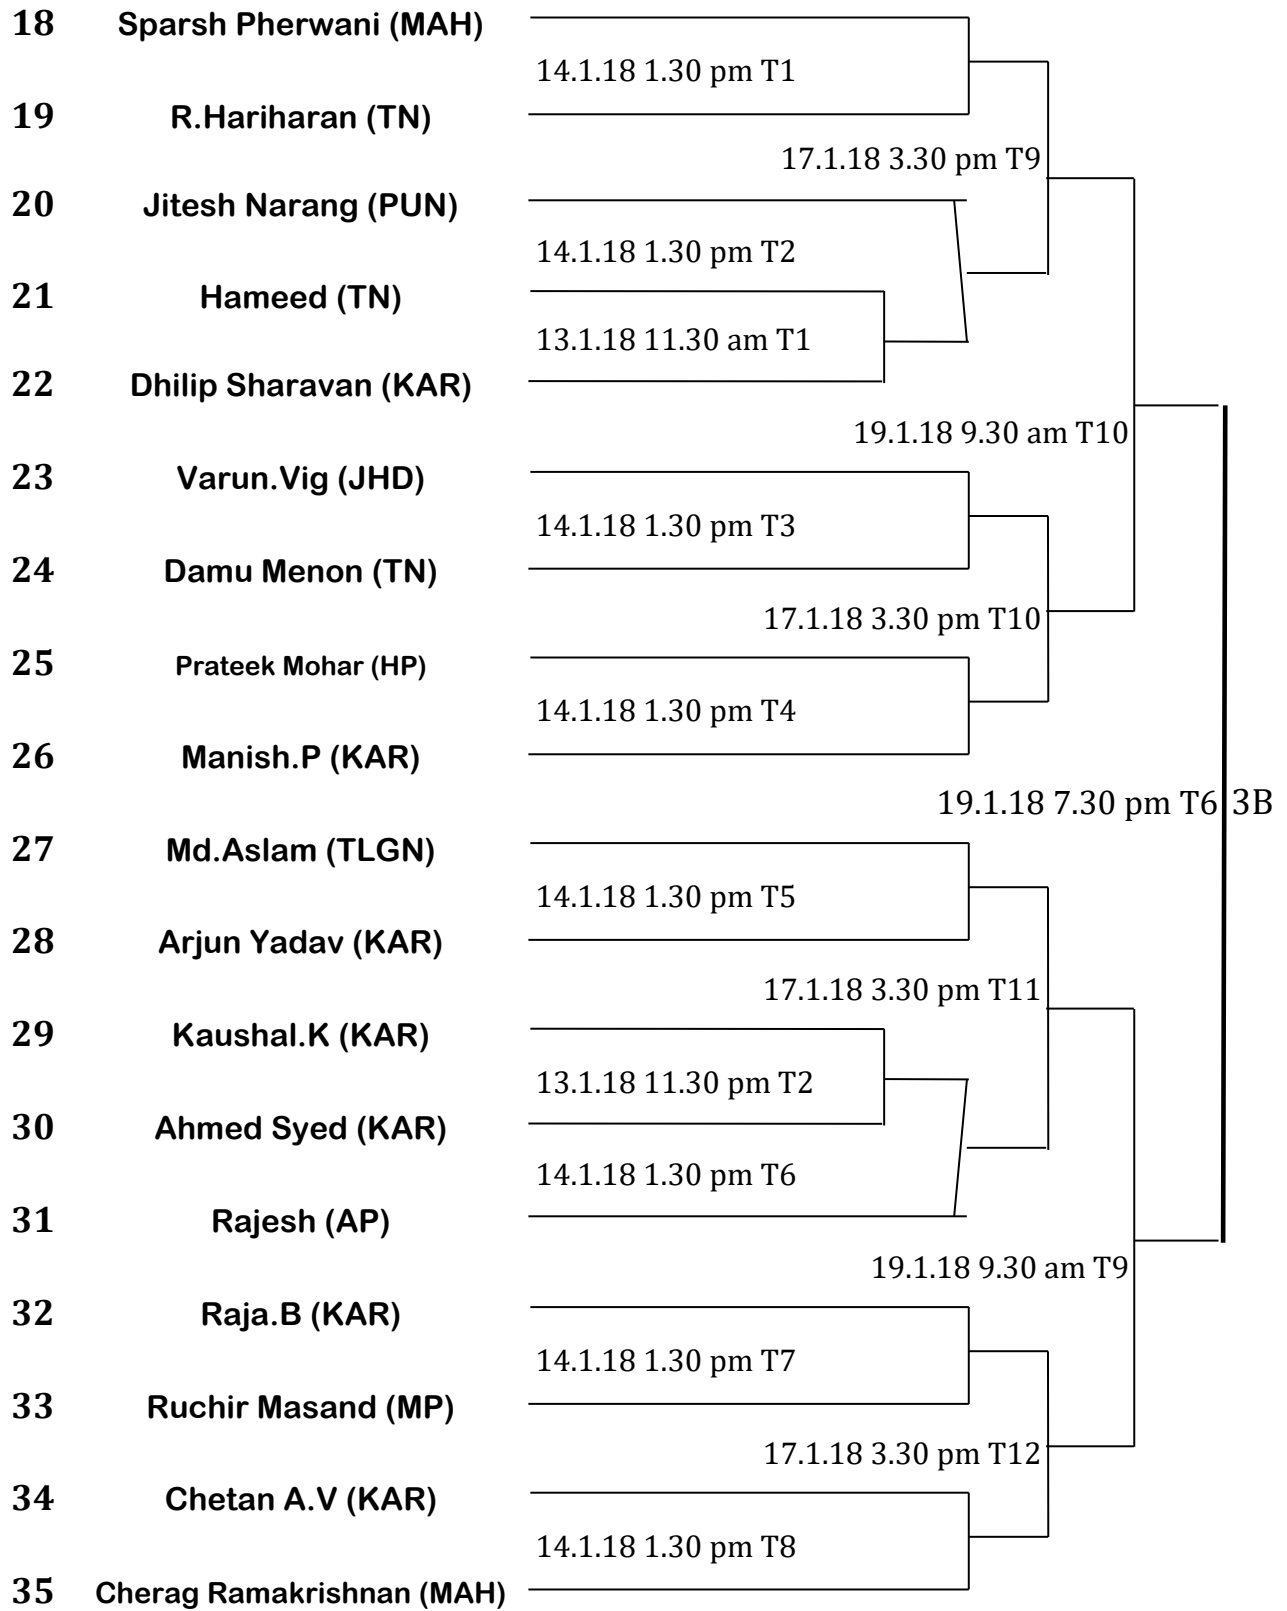 18 Sparsh Pherwani (MAH)
14.1.18 1.30 pm T1
19 R.Hariharan (TN)
17.1.18 3.30 pm T9
20 Jitesh Narang (PUN)
14.1.18 1.30 pm T2
21 Hameed (TN)
13.1.18 11.30 am T1
22 Dhilip Sharavan (KAR)
19.1.18 9.30 am T10
23 Varun.Vig (JHD)
14.1.18 1.30 pm T3
24 Damu Menon (TN)
17.1.18 3.30 pm T10
25 Prateek Mohar (HP)
14.1.18 1.30 pm T4
26 Manish.P (KAR)
19.1.18 7.30 pm T6 3B
27 Md.Aslam (TLGN)
14.1.18 1.30 pm T5
28 Arjun Yadav (KAR)
17.1.18 3.30 pm T11
29 Kaushal.K (KAR)
13.1.18 11.30 pm T2
30 Ahmed Syed (KAR)
14.1.18 1.30 pm T6
31 Rajesh (AP)
19.1.18 9.30 am T9
32 Raja.B (KAR)
14.1.18 1.30 pm T7
33 Ruchir Masand (MP)
17.1.18 3.30 pm T12
34 Chetan A.V (KAR)
14.1.18 1.30 pm T8
35 Cherag Ramakrishnan (MAH)